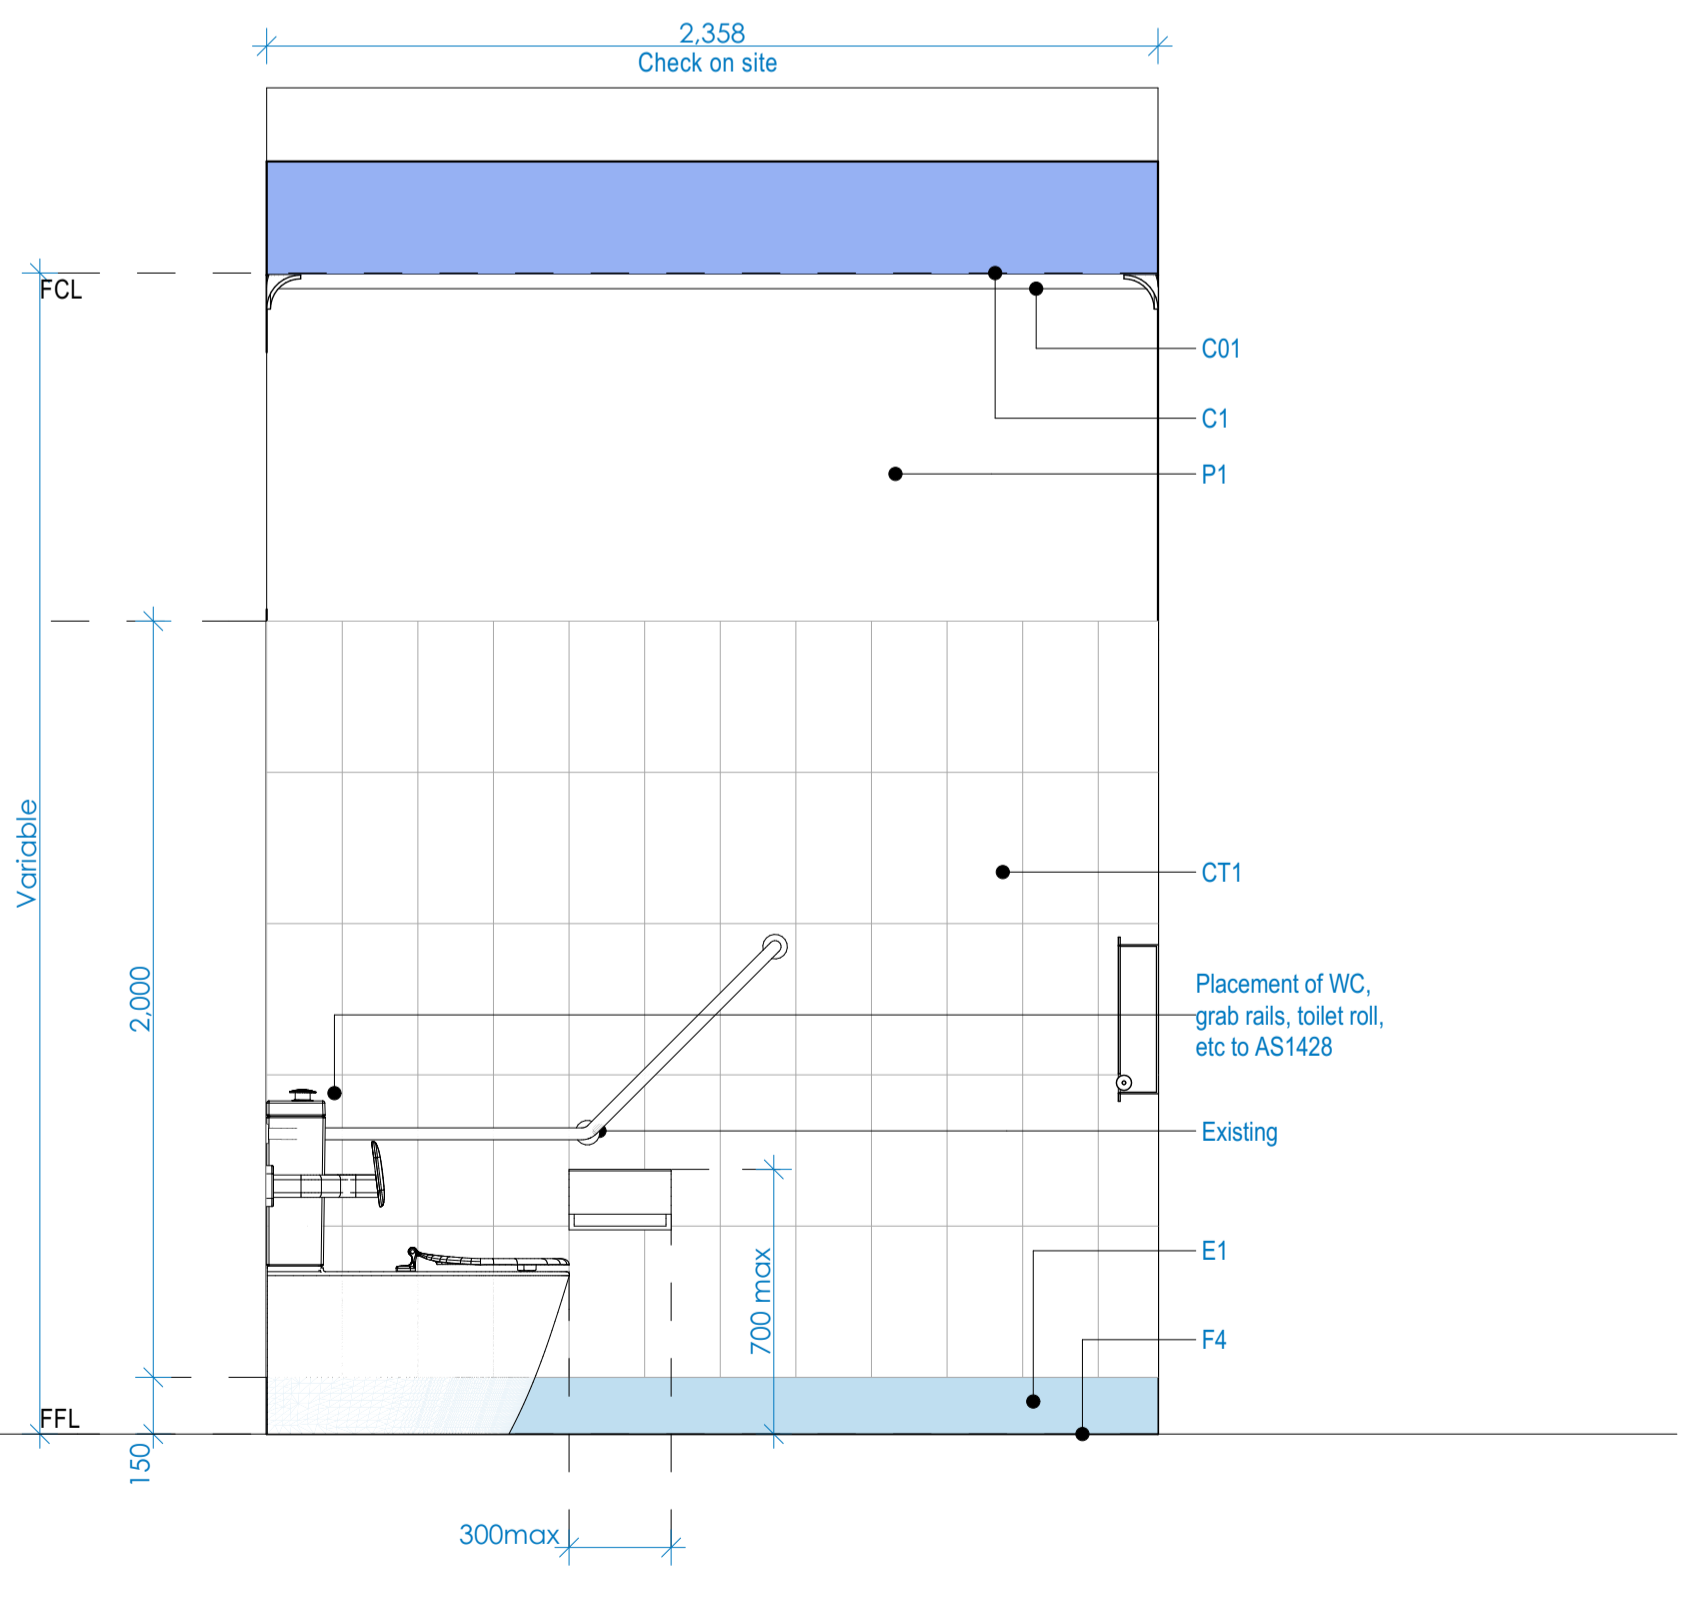 2,358
Check on site
FCL
C01
C1
P1
Variable
CT1
2,000
Placement of WC,
grab rails, toilet roll,
etc to AS1428
Existing
700 max
E1
F4
FFL
150
300max